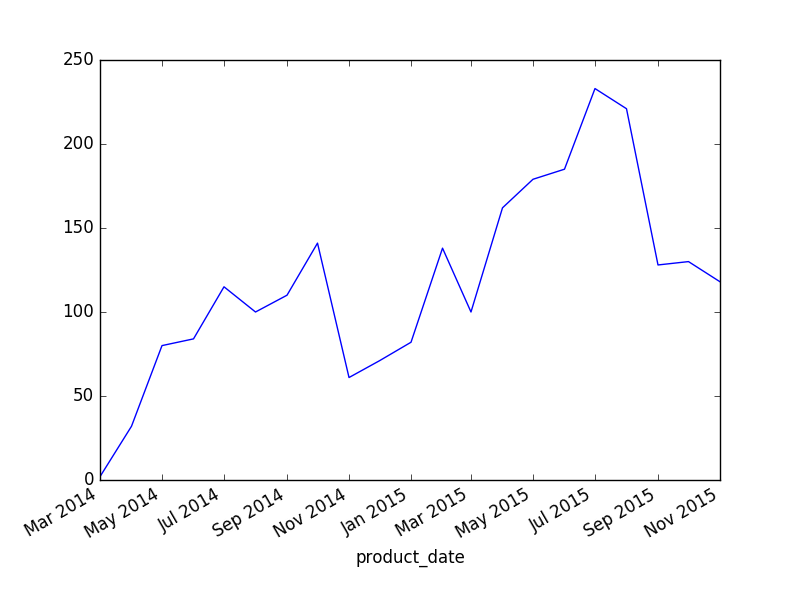 250
200
150
100
50
0
Mar 2014
May 2014
Jul 2014
Sep 2014
Nov 2014
Jan 2015
Mar 2015
May 2015
Jul 2015
Sep 2015
Nov 2015
product_date